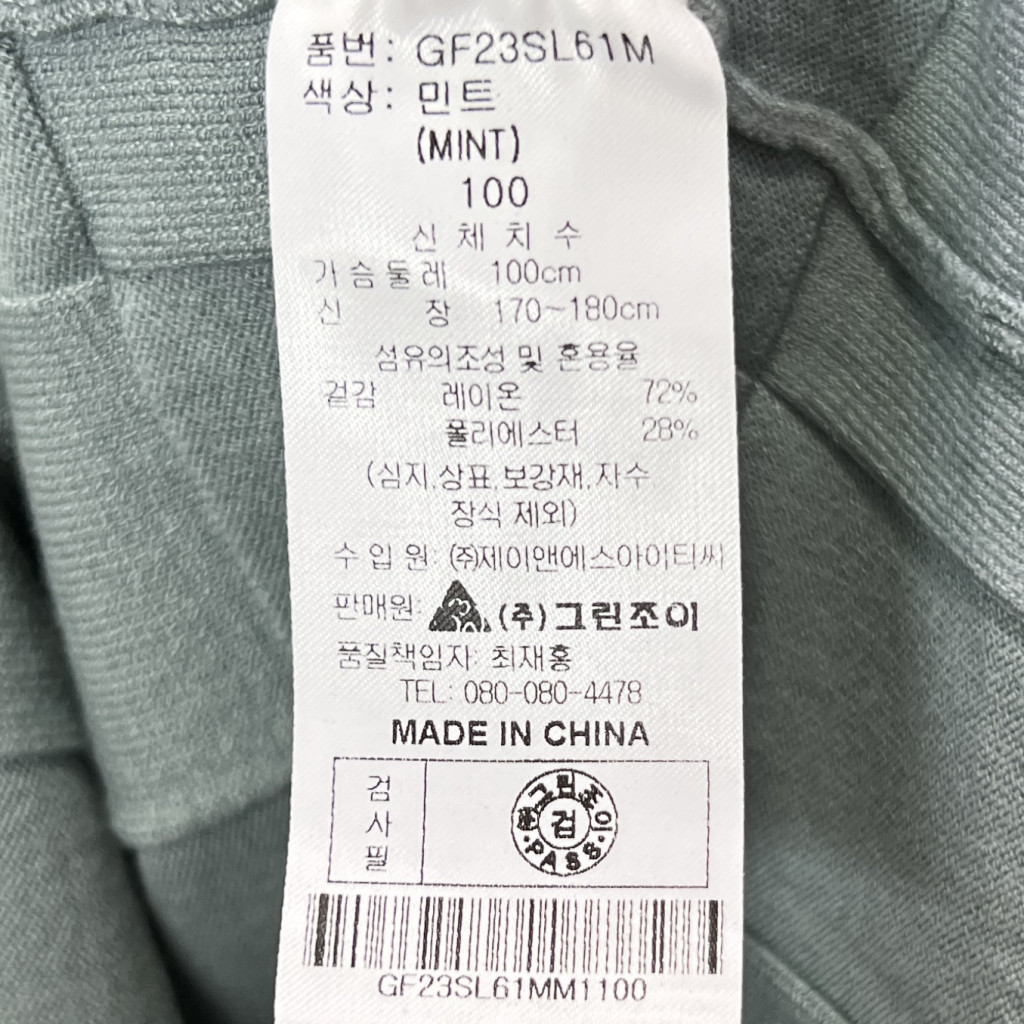 품번: GF23SL61M
색상: 민트
(MINT)
100
신 체 치 수
가슴둘레 100cm
신 장 170~180cm
섬유의조성 및 혼용율
겉감 레이온 72%
폴리에스터 28%
(심지,상표,보강재,자수
장식 제외)
수 입 원: (주)제이앤에스아이티씨
판매원: (주)그린조이
품질책임자: 최재홍
TEL: 080-080-4478
MADE IN CHINA
검사필
그린조이
검
PASS
GF23SL61MM1100